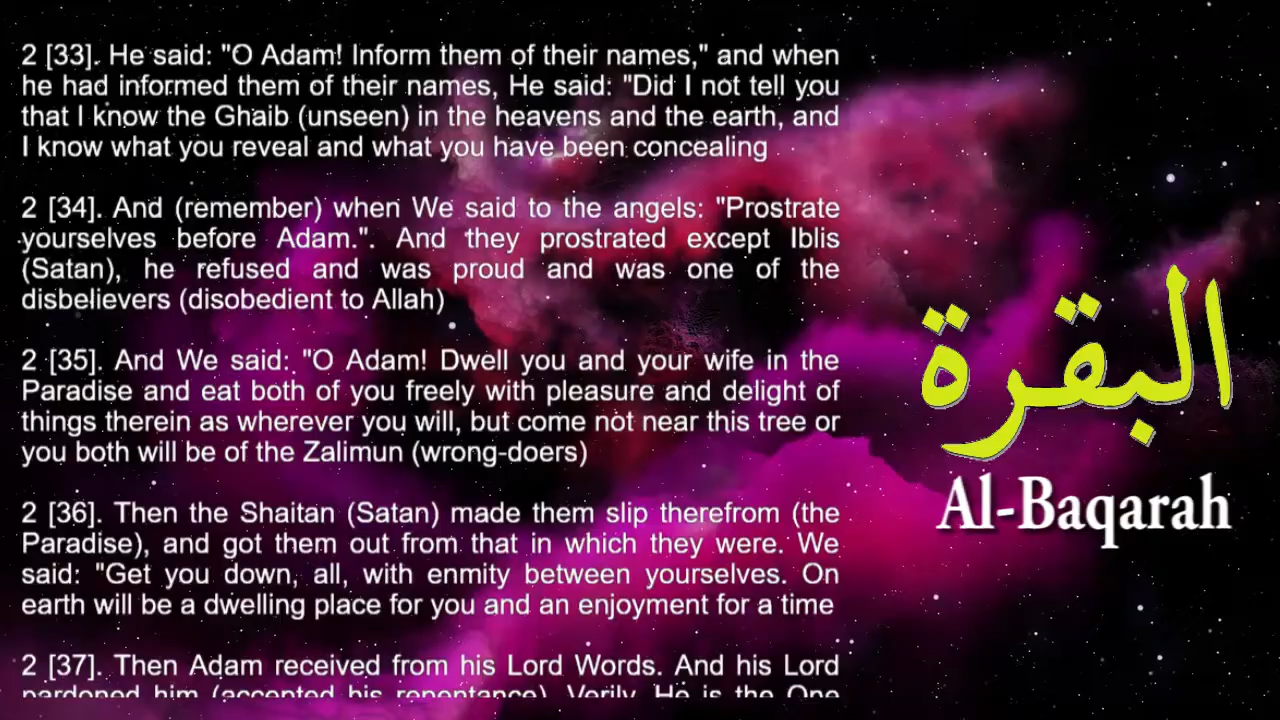 2 [33]. He said: "O Adam! Inform them of their names," and when
he had informed them of their names, He said: "Did I not tell you
that I know the Ghaib (unseen) in the heavens and the earth, and
I know what you reveal and what you have been concealing
2 [34]. And (remember) when We said to the angels: "Prostrate
yourselves before Adam.". And they prostrated except Iblis
(Satan), he refused and was proud and was one of the
disbelievers (disobedient to Allah)
2 [35]. And We said: "O Adam! Dwell you and your wife in the
Paradise and eat both of you freely with pleasure and delight of
things therein as wherever you will, but come not near this tree or
you both will be of the Zalimun (wrong-doers)
2 [36]. Then the Shaitan (Satan) made them slip therefrom (the
Paradise), and got them out from that in which they were. We
said: "Get you down, all, with enmity between yourselves. On
earth will be a dwelling place for you and an enjoyment for a time
2 [37]. Then Adam received from his Lord Words. And his Lord
pardoned him (accepted his repentance). Verily, He is the One
البقرة
Al-Baqarah